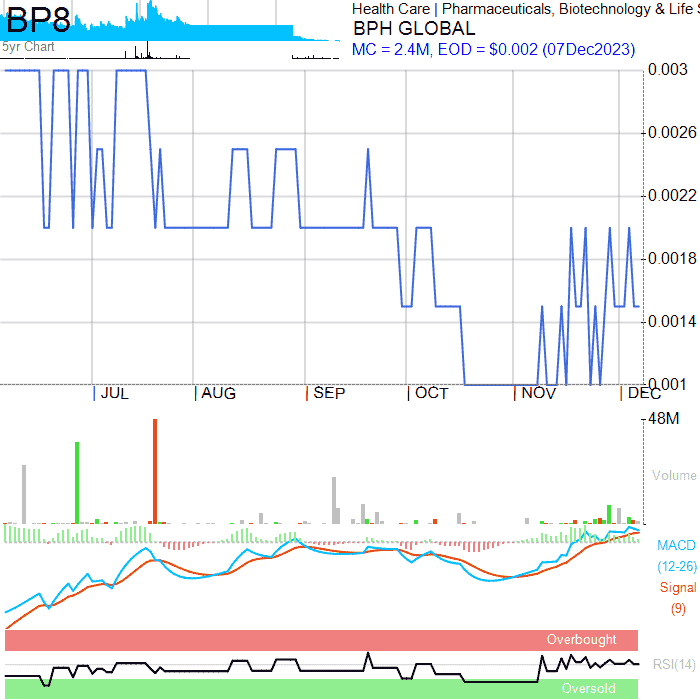 BP8
5yr Chart
Health Care | Pharmaceuticals, Biotechnology & Life S
BPH GLOBAL
MC = 2.4M, EOD = $0.002 (07Dec2023)
0.003
0.0026
0.0022
0.0018
0.0014
0.001
JUL AUG SEP OCT NOV DEC
48M
Volume
MACD
(12-26)
Signal
(9)
Overbought
RSI(14)
Oversold